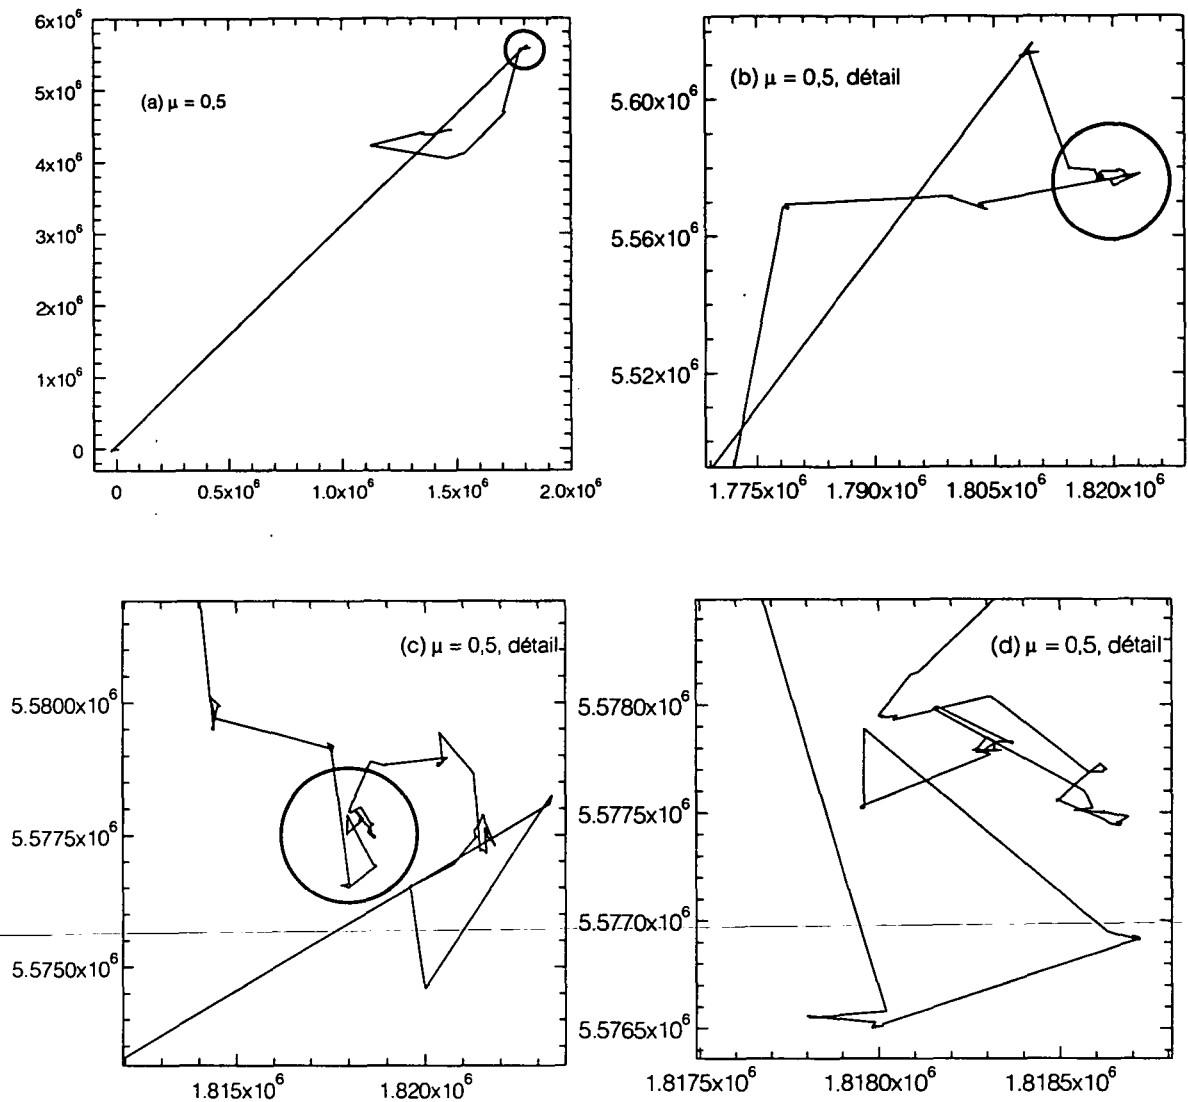 6x10⁶
(a) μ = 0,5
5x10⁶
4x10⁶
3x10⁶
2x10⁶
1x10⁶
0
0 0.5x10⁶ 1.0x10⁶ 1.5x10⁶ 2.0x10⁶
(b) μ = 0,5, détail
5.60x10⁶
5.56x10⁶
5.52x10⁶
1.775x10⁶ 1.790x10⁶ 1.805x10⁶ 1.820x10⁶
(c) μ = 0,5, détail
5.5800x10⁶
5.5775x10⁶
5.5750x10⁶
1.815x10⁶ 1.820x10⁶
(d) μ = 0,5, détail
5.5780x10⁶
5.5775x10⁶
5.5770x10⁶
5.5765x10⁶
1.8175x10⁶ 1.8180x10⁶ 1.8185x10⁶